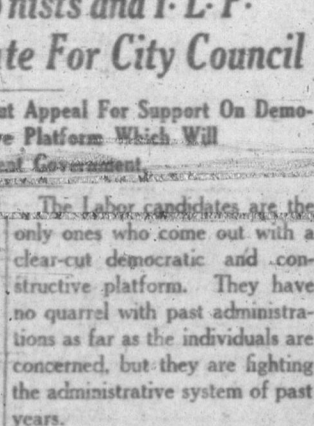 nists and I. L. P.
te For City Council
Appeal For Support On Demo-
Platform Which Will
Government.
The Labor candidates are the
only ones who come out with a
clear-cut democratic and con-
structive platform. They have
no quarrel with past administra-
tions as far as the individuals are
concerned, but they are fighting
the administrative system of past
years.